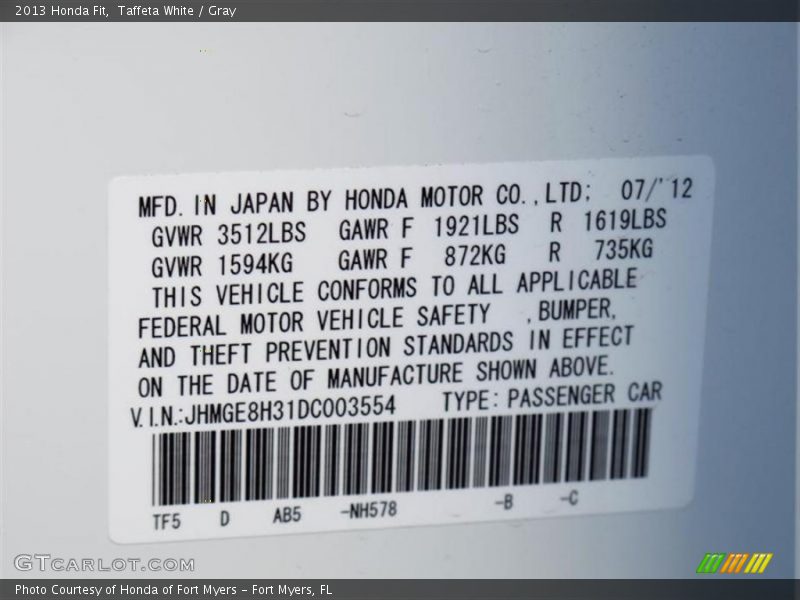 2013 Honda Fit,  Taffeta White / Gray
MFD. IN JAPAN BY HONDA MOTOR CO.,LTD; 07/'12
GVWR 3512LBS GAWR F 1921LBS R 1619LBS
GVWR 1594KG GAWR F 872KG R 735KG
THIS VEHICLE CONFORMS TO ALL APPLICABLE
FEDERAL MOTOR VEHICLE SAFETY ,BUMPER,
AND THEFT PREVENTION STANDARDS IN EFFECT
ON THE DATE OF MANUFACTURE SHOWN ABOVE.
V.I.N.:JHMGE8H31DC003554 TYPE:PASSENGER CAR
TF5 D AB5 -NH578 -B -C
GTCARLOT.COM
Photo Courtesy of Honda of Fort Myers – Fort Myers, FL